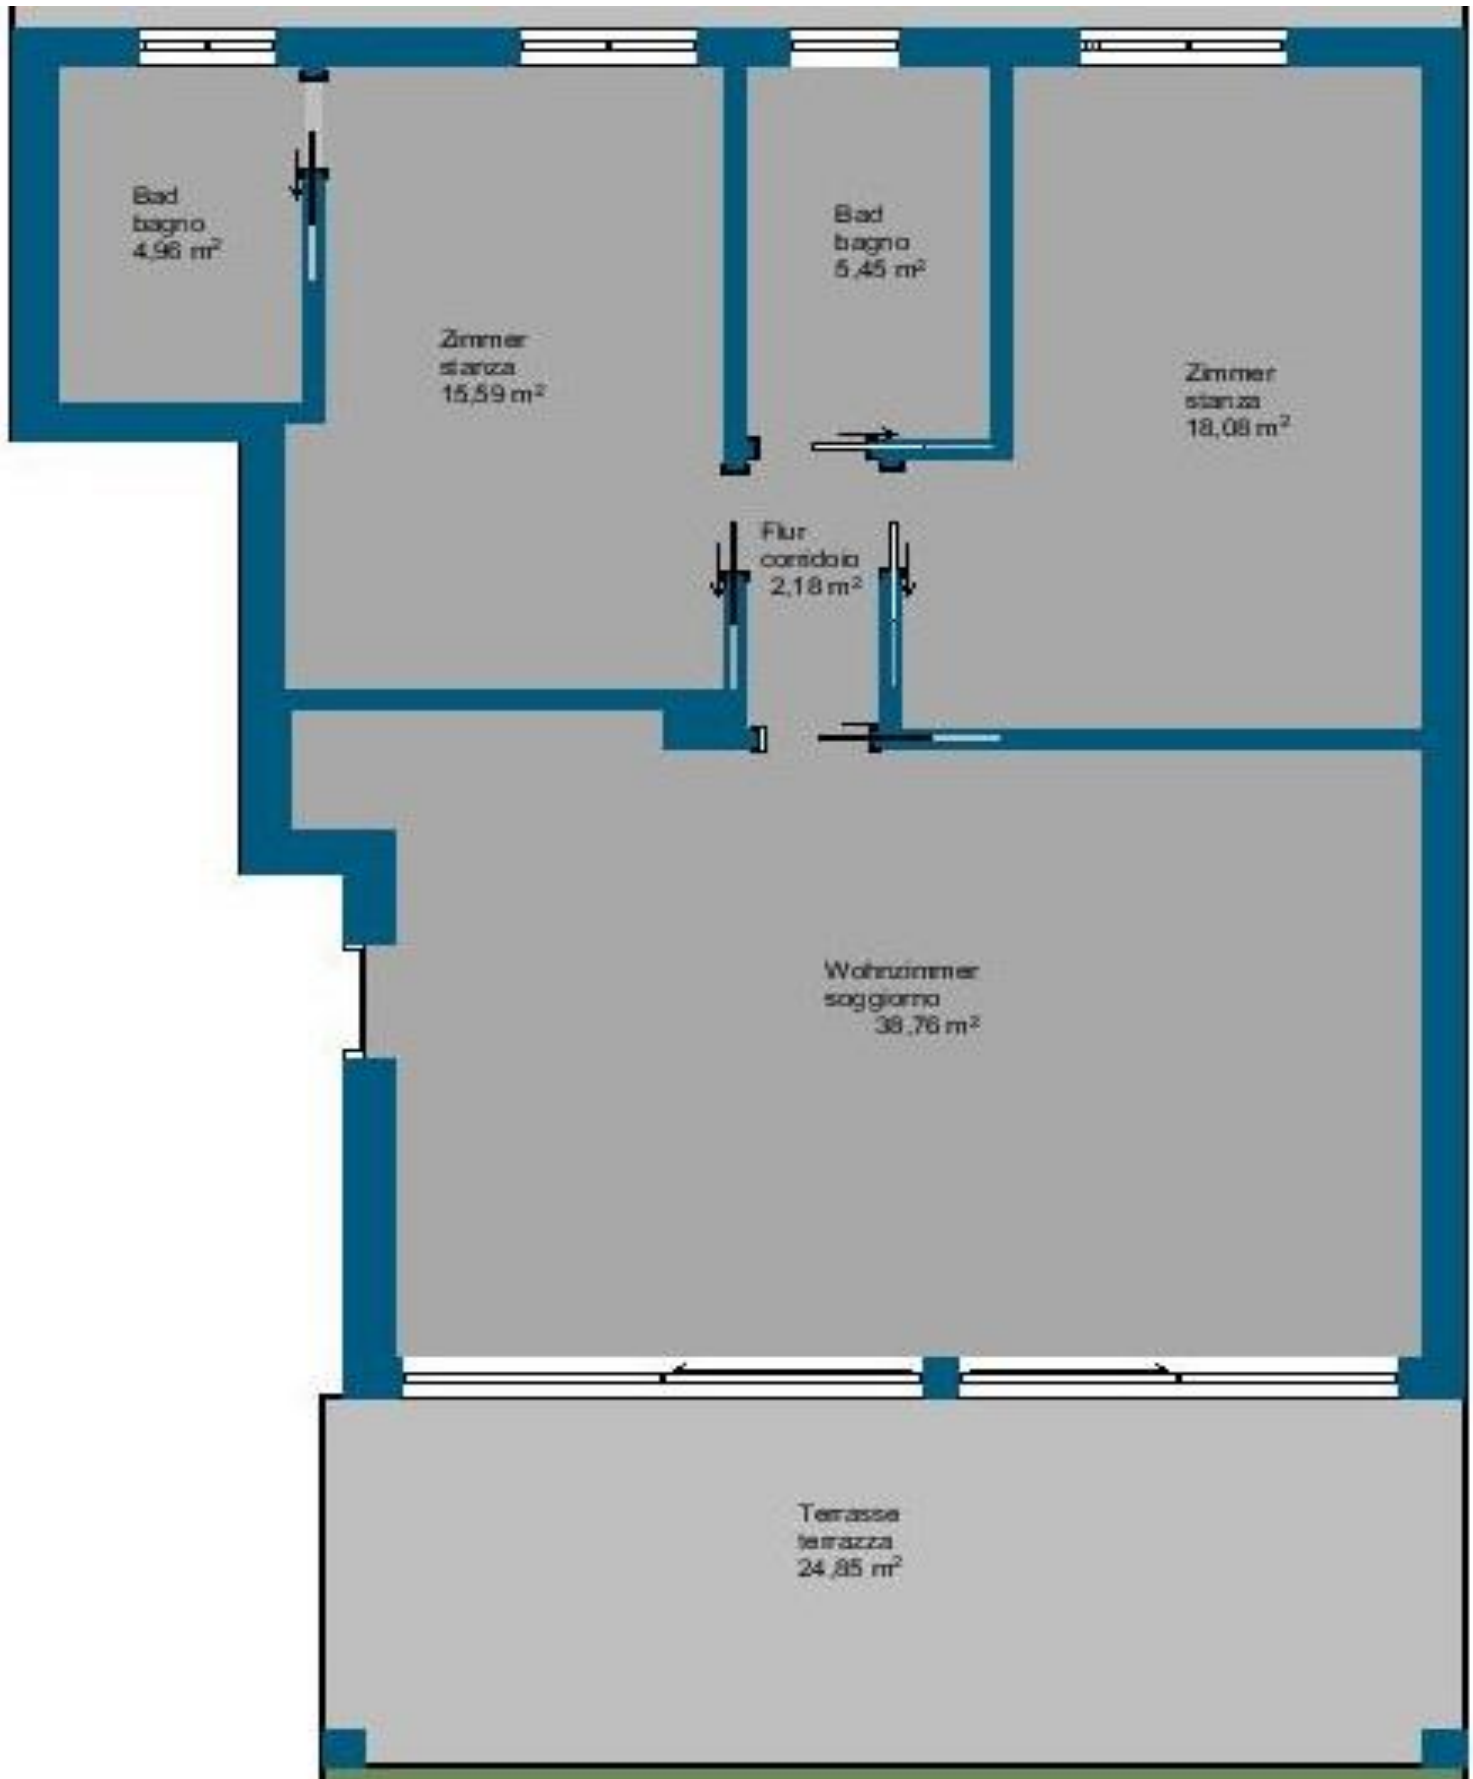 Bad
bagno
4,96 m²
Bad
bagno
5,45 m²
Zimmer
stanza
15,59 m²
Zimmer
stanza
18,08 m²
Flur
corridoio
2,18 m²
Wohnzimmer
soggiorno
38,76 m²
Terrasse
terrazza
24,85 m²